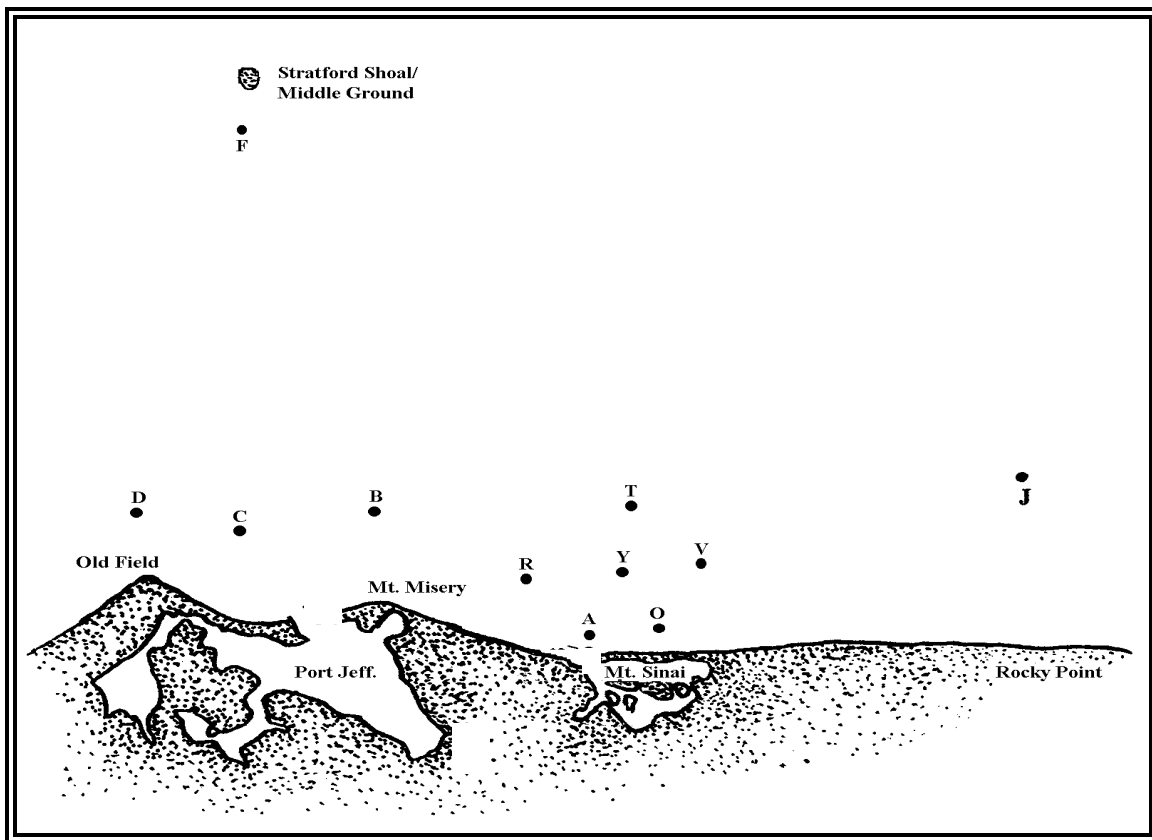 Stratford Shoal/
Middle Ground
F
J
D
B
T
C
Old Field
V
R
Y
Mt. Misery
A
O
Port Jeff.
Mt. Sinai
Rocky Point